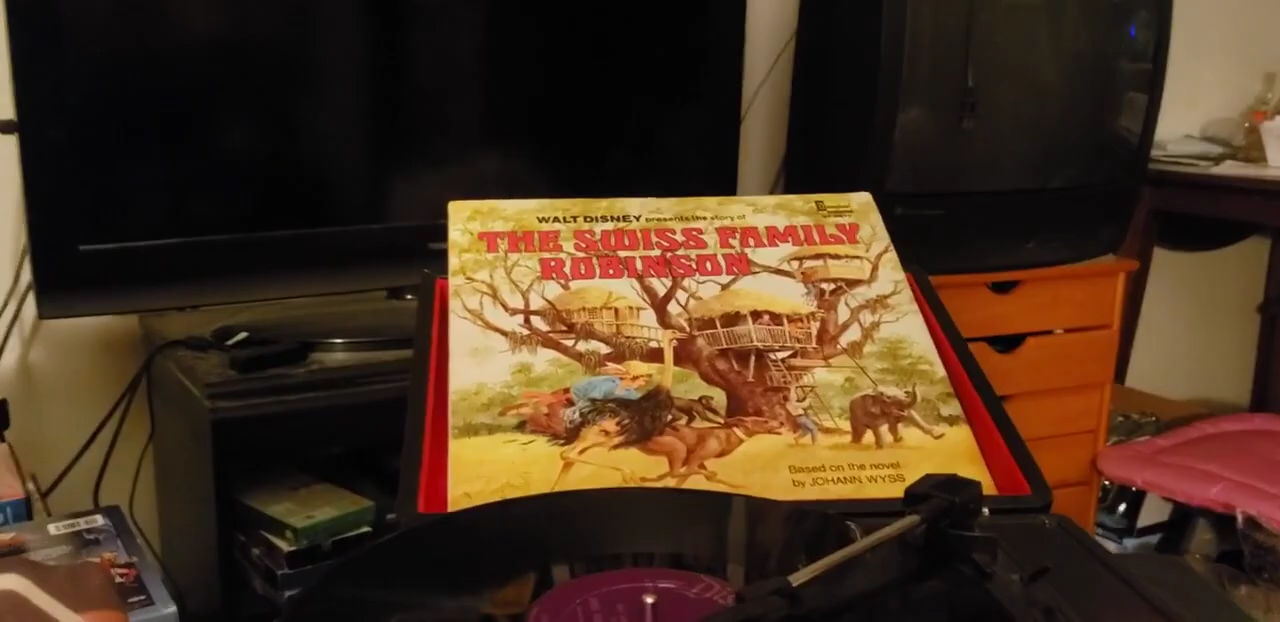 WALT DISNEY presents the story of
THE SWISS FAMILY
ROBINSON
Based on the novel
by JOHANN WYSS